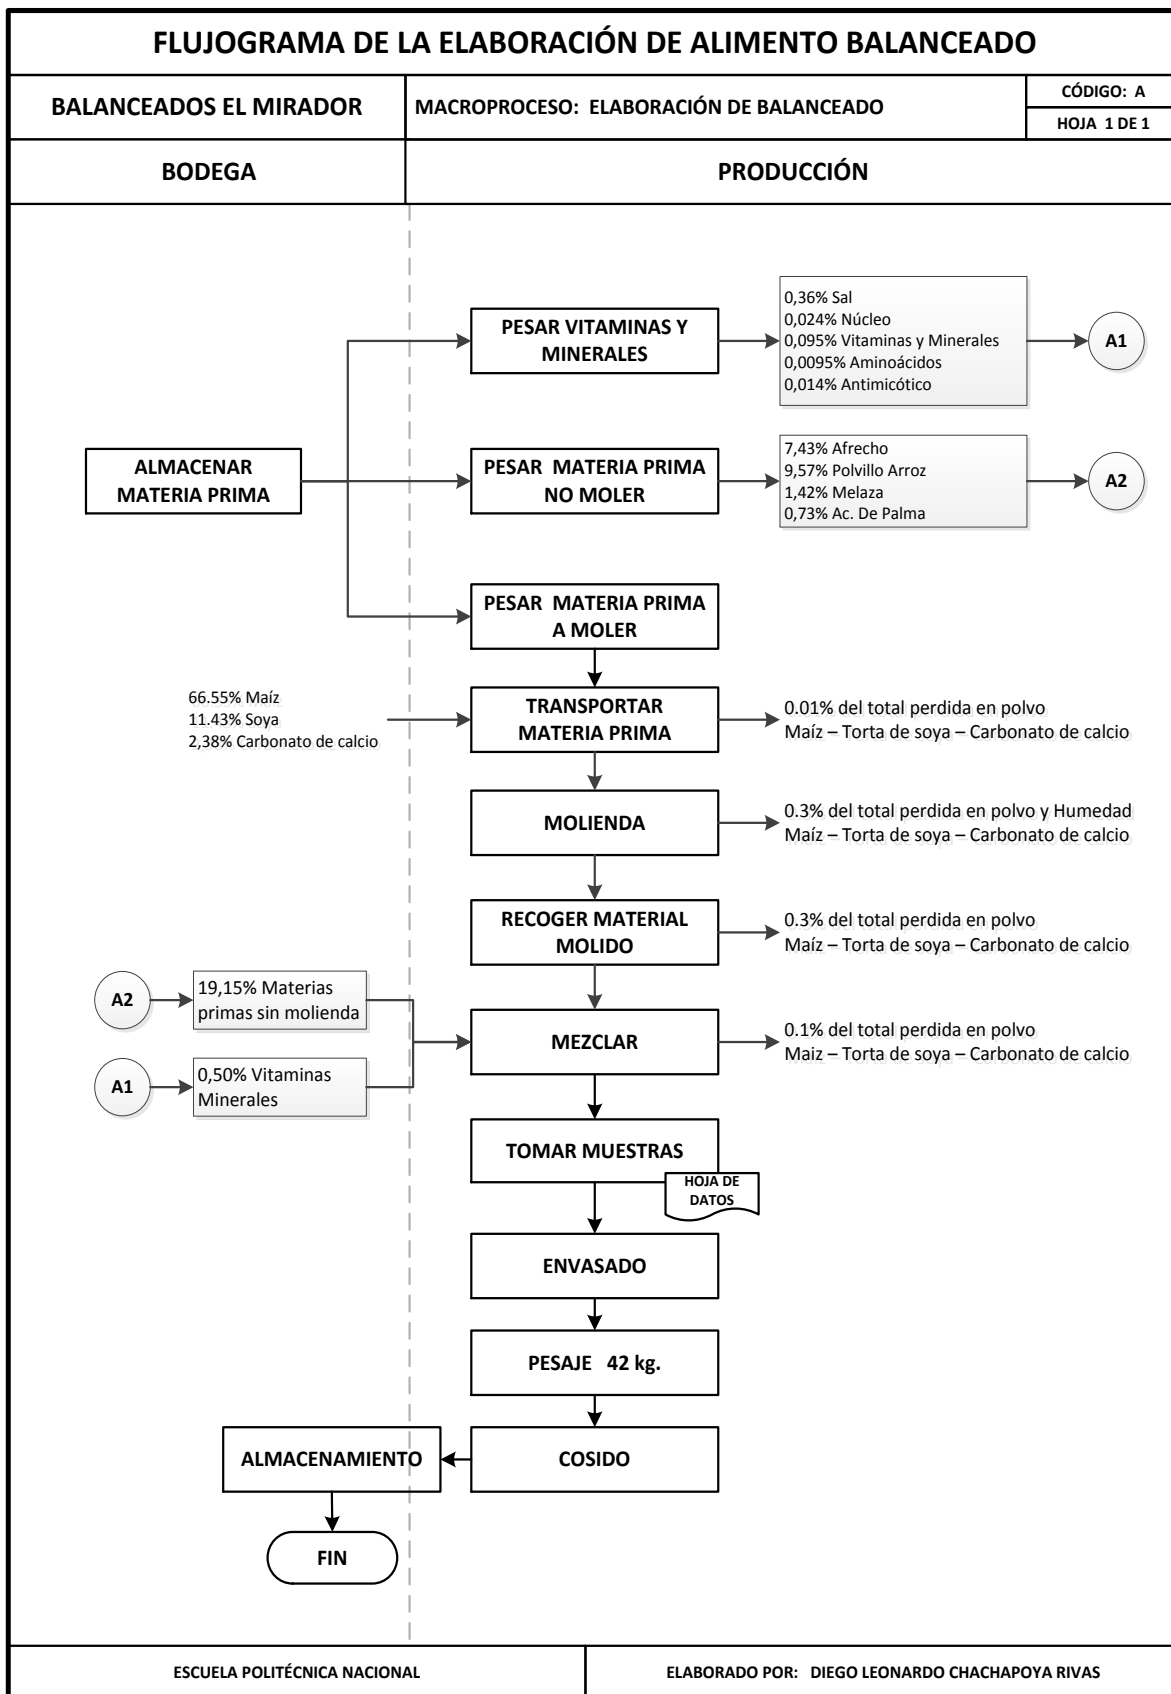 FLUJOGRAMA DE LA ELABORACIÓN DE ALIMENTO BALANCEADO
BALANCEADOS EL MIRADOR
MACROPROCESO: ELABORACIÓN DE BALANCEADO
CÓDIGO: A
HOJA 1 DE 1
BODEGA
PRODUCCIÓN
PESAR VITAMINAS Y
MINERALES
0,36% Sal
0,024% Núcleo
0,095% Vitaminas y Minerales
0,0095% Aminoácidos
0,014% Antimicótico
A1
ALMACENAR
MATERIA PRIMA
PESAR MATERIA PRIMA
NO MOLER
7,43% Afrecho
9,57% Polvillo Arroz
1,42% Melaza
0,73% Ac. De Palma
A2
PESAR MATERIA PRIMA
A MOLER
66.55% Maíz
11.43% Soya
2,38% Carbonato de calcio
TRANSPORTAR
MATERIA PRIMA
0.01% del total perdida en polvo
Maíz – Torta de soya – Carbonato de calcio
MOLIENDA
0.3% del total perdida en polvo y Humedad
Maíz – Torta de soya – Carbonato de calcio
RECOGER MATERIAL
MOLIDO
0.3% del total perdida en polvo
Maíz – Torta de soya – Carbonato de calcio
A2
19,15% Materias
primas sin molienda
MEZCLAR
0.1% del total perdida en polvo
Maiz – Torta de soya – Carbonato de calcio
A1
0,50% Vitaminas
Minerales
TOMAR MUESTRAS
HOJA DE
DATOS
ENVASADO
PESAJE 42 kg.
ALMACENAMIENTO
COSIDO
FIN
ESCUELA POLITÉCNICA NACIONAL
ELABORADO POR: DIEGO LEONARDO CHACHAPOYA RIVAS